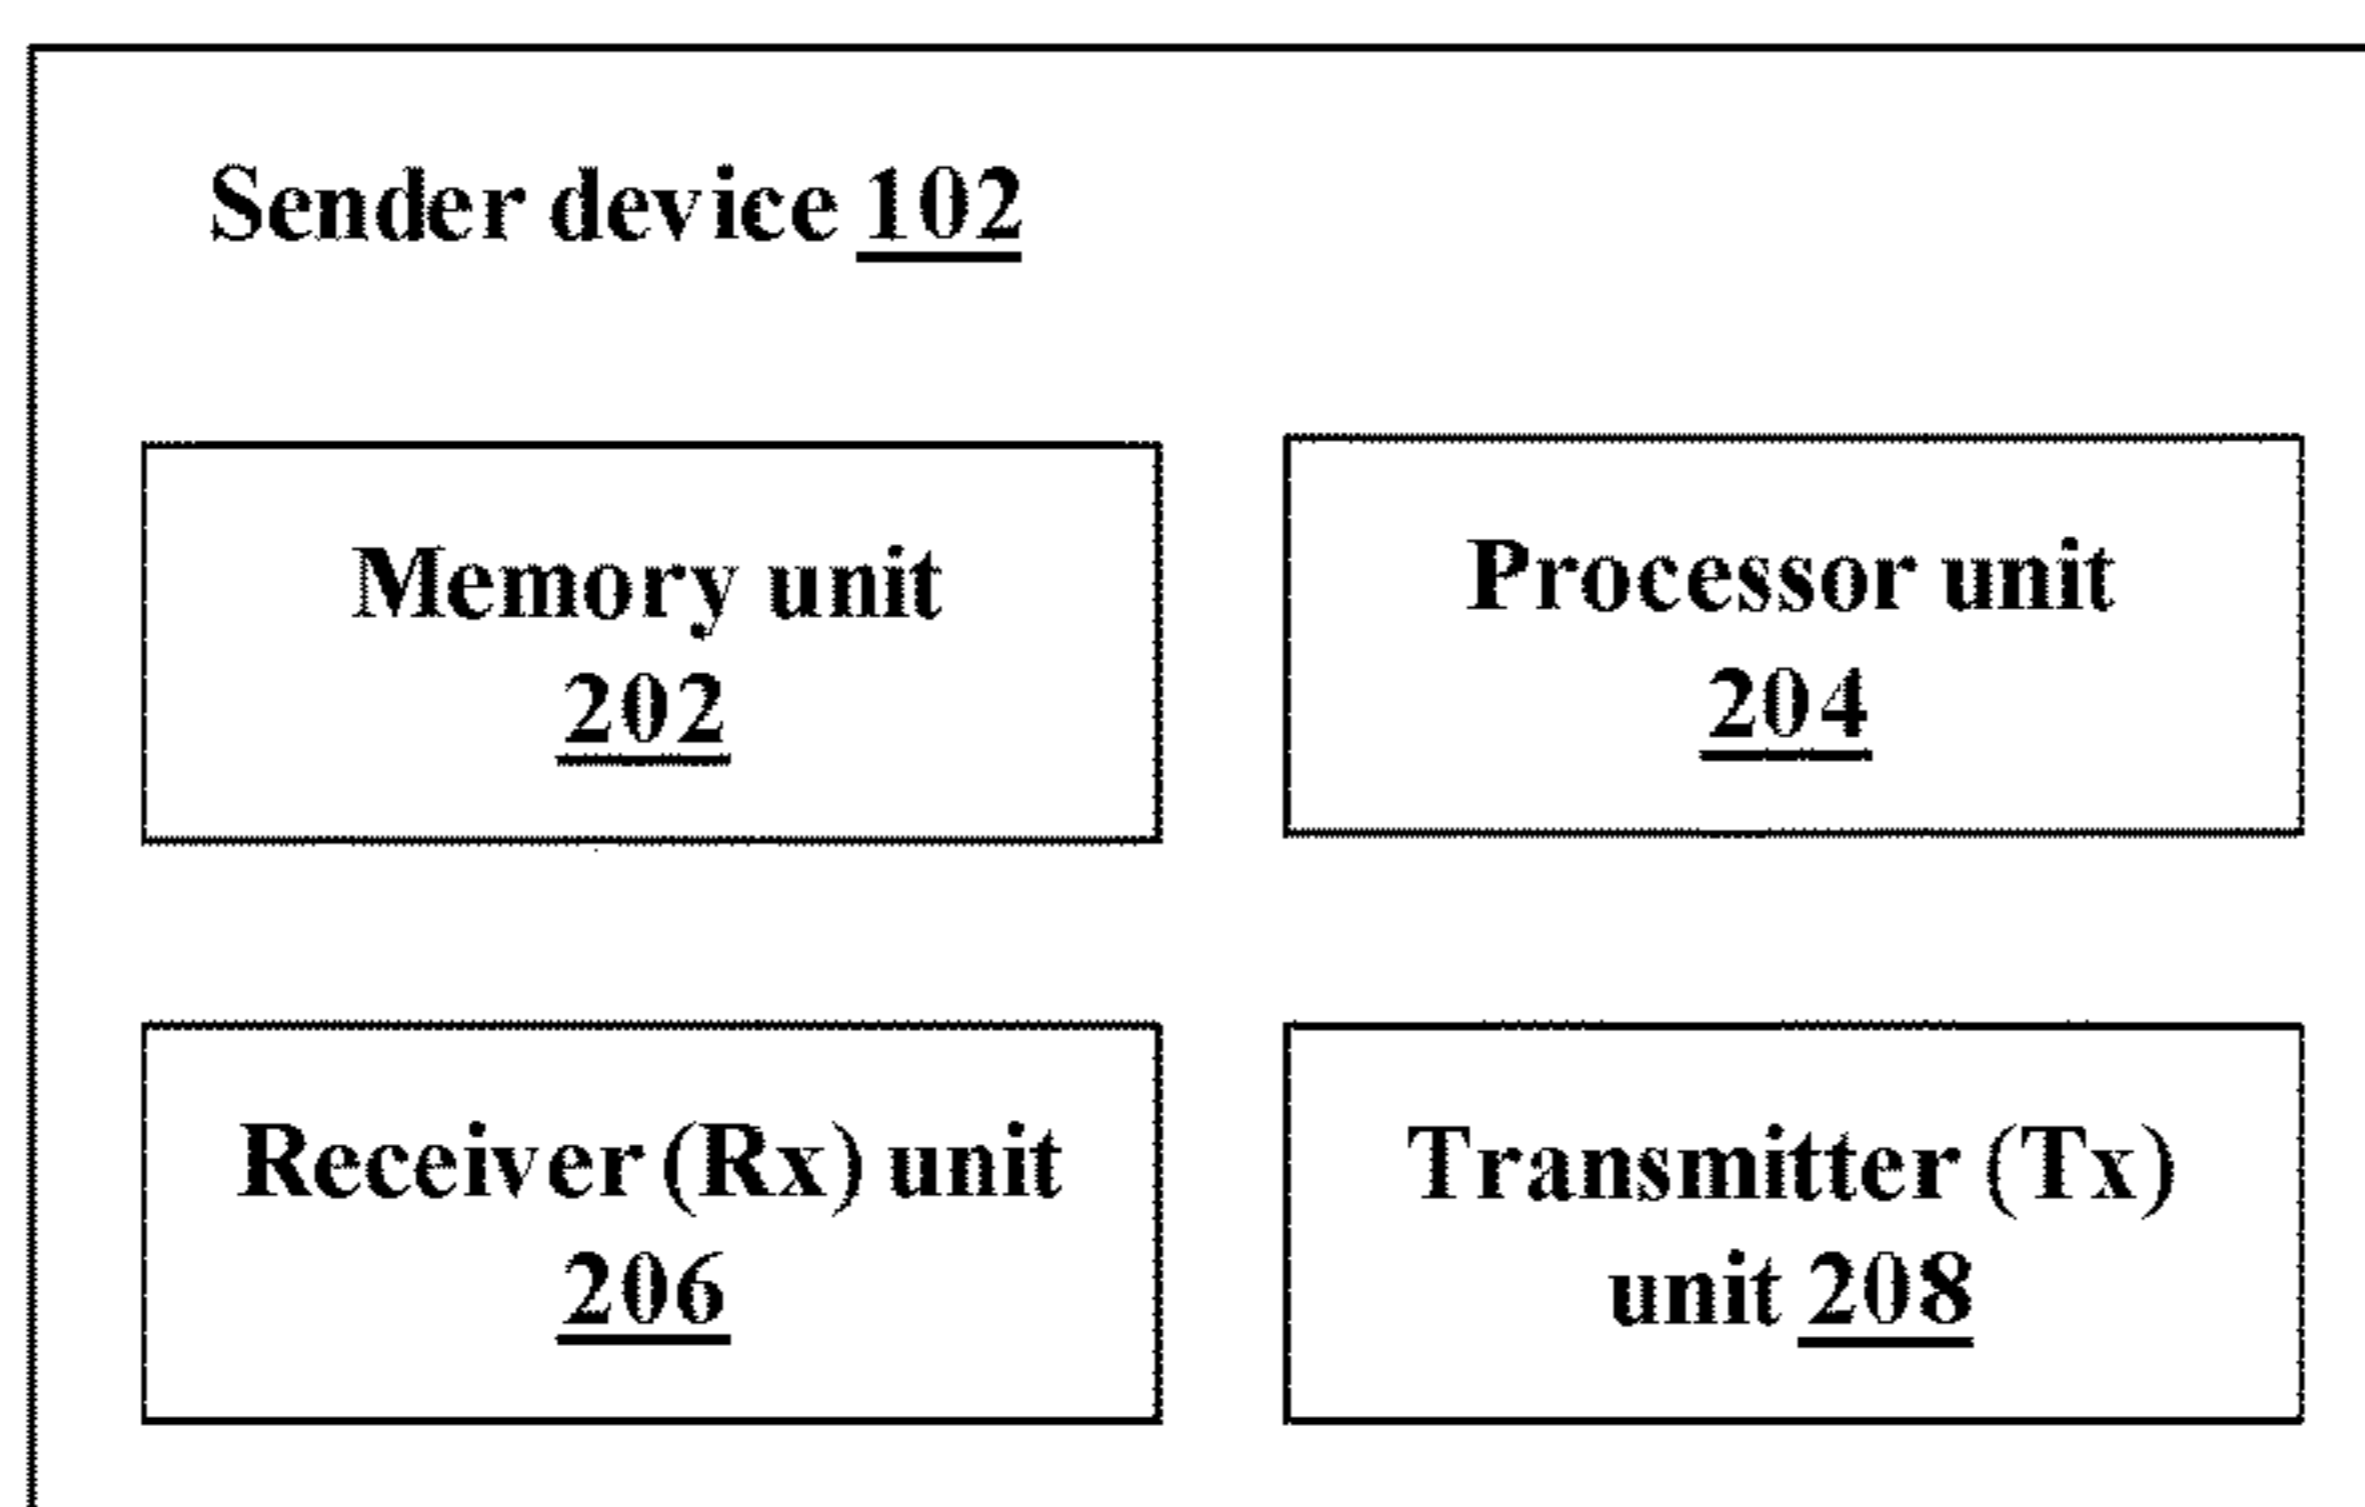 Sender device 102
Memory unit
202
Processor unit
204
Receiver (Rx) unit
206
Transmitter (Tx)
unit 208